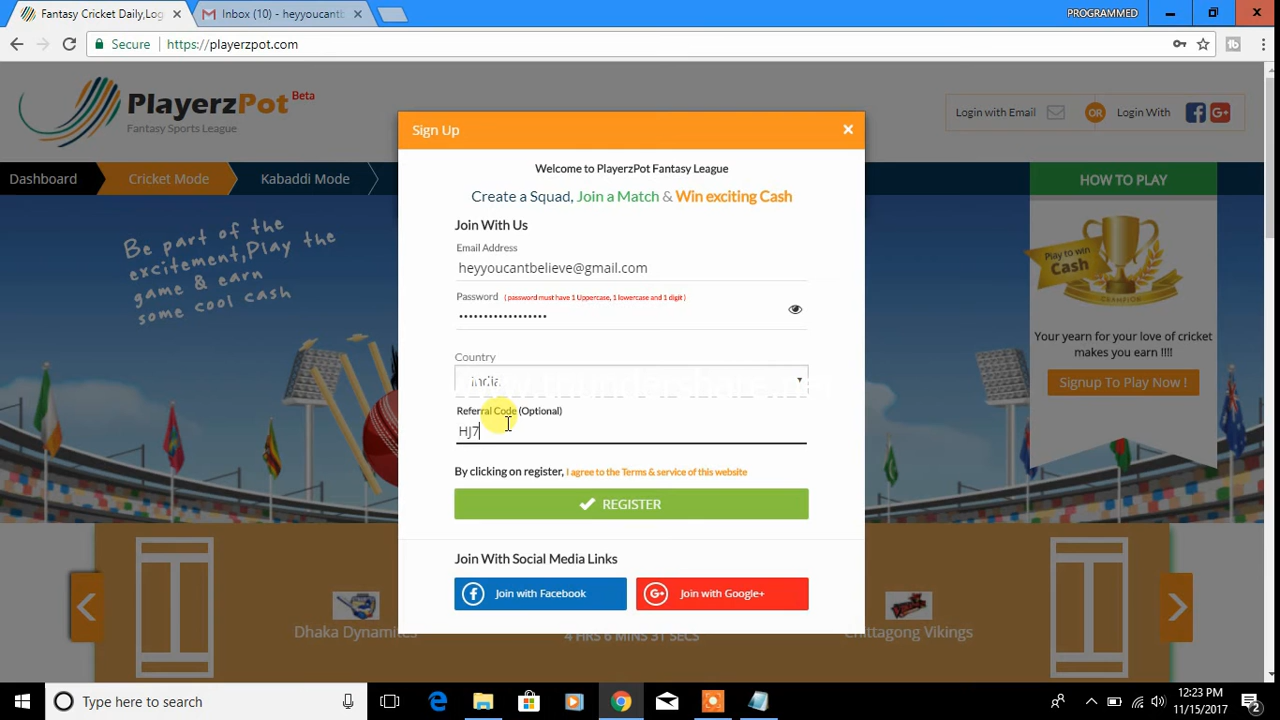 Fantasy Cricket Daily,Log
Inbox (10) - heyyoucantb
PROGRAMMED
Secure
https://playerzpot.com
PlayerzPot Beta
Fantasy Sports League
Login with Email
OR
Login With
Dashboard
Cricket Mode
Kabaddi Mode
HOW TO PLAY
Be part of the
excitement,Play the
game & earn
some cool cash
Sign Up
Welcome to PlayerzPot Fantasy League
Create a Squad, Join a Match & Win exciting Cash
Join With Us
Email Address
heyyoucantbelieve@gmail.com
Password ( password must have 1 Uppercase, 1 lowercase and 1 digit )
••••••••••••••••••
Country
India
Referral Code (Optional)
HJ7
By clicking on register, I agree to the Terms & service of this website
REGISTER
Join With Social Media Links
Join with Facebook
Join with Google+
Play to win
Cash
CHAMPION
Your yearn for your love of cricket
makes you earn !!!!
Signup To Play Now !
Dhaka Dynamites
4 HRS 6 MINS 31 SECS
Chittagong Vikings
Type here to search
12:23 PM
11/15/2017
2